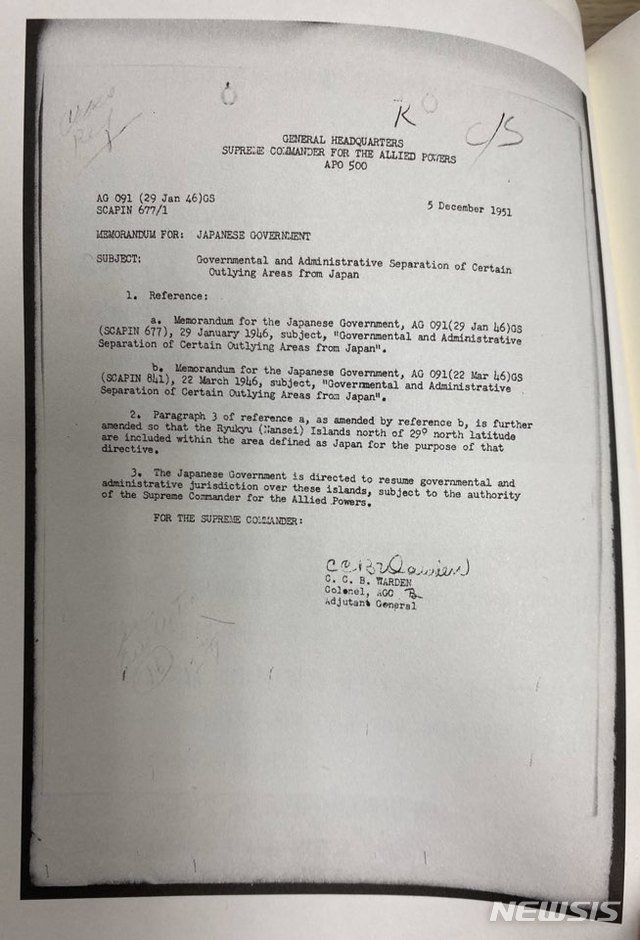 K
C/S
GENERAL HEADQUARTERS
SUPREME COMMANDER FOR THE ALLIED POWERS
APO 500
AG 091 (29 Jan 46)GS
SCAPIN 677/1
5 December 1951
MEMORANDUM FOR: JAPANESE GOVERNMENT
SUBJECT: Governmental and Administrative Separation of Certain
Outlying Areas from Japan
1. Reference:
a. Memorandum for the Japanese Government, AG 091(29 Jan 46)GS
(SCAPIN 677), 29 January 1946, subject, "Governmental and Administrative
Separation of Certain Outlying Areas from Japan".
b. Memorandum for the Japanese Government, AG 091(22 Mar 46)GS
(SCAPIN 841), 22 March 1946, subject, "Governmental and Administrative
Separation of Certain Outlying Areas from Japan".
2. Paragraph 3 of reference a, as amended by reference b, is further
amended so that the Ryukyu (Nansei) Islands north of 29° north latitude
are included within the area defined as Japan for the purpose of that
directive.
3. The Japanese Government is directed to resume governmental and
administrative jurisdiction over these islands, subject to the authority
of the Supreme Commander for the Allied Powers.
FOR THE SUPREME COMMANDER:
C. C. B. WARDEN
Colonel, AGC
Adjutant General
NEWSIS